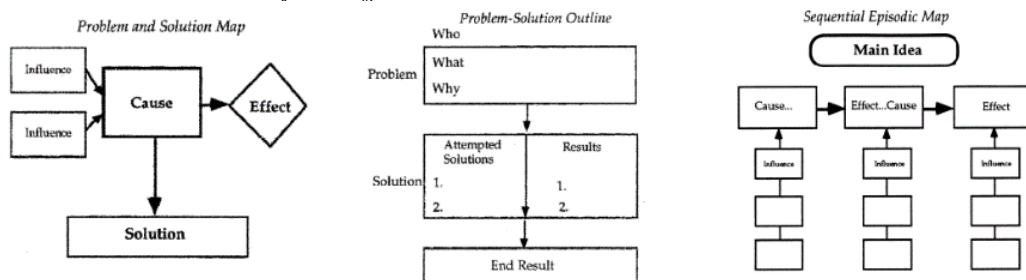 Problem and Solution Map
Influence
Influence
Cause
Effect
Solution
Problem-Solution Outline
Who
Problem
What
Why
Attempted
Solutions
Results
Solution
1.
1.
2.
2.
End Result
Sequential Episodic Map
Main Idea
Cause...
Effect...Cause
Effect
Influence
Influence
Influence